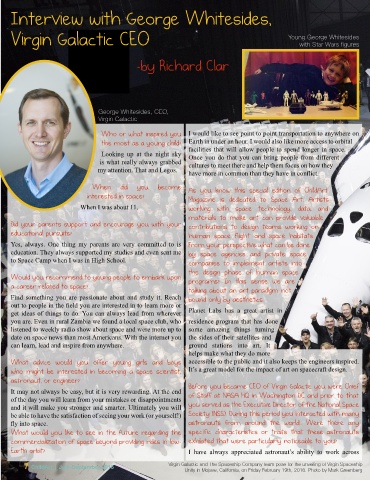 Interview with George Whitesides,
Virgin Galactic CEO
-by Richard Clar
Young George Whitesides
with Star Wars figures
George Whitesides, CEO,
Virgin Galactic
Who or what inspired you
this most as a young child?
Looking up at the night sky
is what really always grabbed
my attention. That and Legos.
When did you become
interested in space?
When I was about 11.
Did your parents support and encourage you with your
educational pursuits?
Yes, always. One thing my parents are very committed to is
education. They always supported my studies and even sent me
to Space Camp when I was in High School.
Would you recommend to young people to embark upon
a career related to space?
Find something you are passionate about and study it. Reach
out to people in the field you are interested in to learn more or
get ideas of things to do. You can always lead from wherever
you are. Even in rural Zambia we found a local space club, who
listened to weekly radio show about space and were more up to
date on space news than most Americans. With the internet you
can learn, lead and inspire from anywhere.
What advice would you offer young girls and boys
who might be interested in becoming a space scientist,
astronaut, or engineer?
It may not always be easy, but it is very rewarding. At the end
of the day you will learn from your mistakes or disappointments
and it will make you stronger and smarter. Ultimately you will
be able to have the satisfaction of seeing your work (or yourself!)
fly into space.
What would you like to see in the future regarding the
commercialization of space beyond providing rides in low-
Earth orbit?
I would like to see point to point transportation to anywhere on
Earth in under an hour. I would also like more access to orbital
facilities that will allow people to spend longer in space.
Once you do that you can bring people from different
cultures to meet there and help them focus on how they
have more in common than they have in conflict.
As you know, this special edition of ChildArt
Magazine is dedicated to Space Art. Artists
working with space technology, data, and
materials to make art can provide valuable
contributions to design teams working on
human space flight and space habitats.
From your perspective, what can be done
by space agencies and private space
companies to implement artists into
the design phase of human space
programs? In this sense, we are
talking about an art paradigm not
based only by aesthetics.
Planet Labs has a great artist in
residence program that has done
some amazing things turning
the sides of their satellites and
ground stations into art. It
helps make what they do more
accessible to the public and it also keeps the engineers inspired.
It's a great model for the impact of art on spacecraft design.
Before you became CEO of Virgin Galactic you were Chief
of Staff at NASA HQ in Washington DC and prior to that
you served as the Executive Director of the National Space
Society (NSS). During this period you interacted with many
astronauts from around the world. Were there any
specific characteristics or traits that these astronauts
exhibited that were particularly noticeable to you?
I have always appreciated astronaut's ability to work across
Virgin Galactic and The Spaceship Company team pose for the unveiling of Virgin Spaceship
Unity in Mojave, California, on Friday February 19th, 2016. Photo by Mark Greenberg.